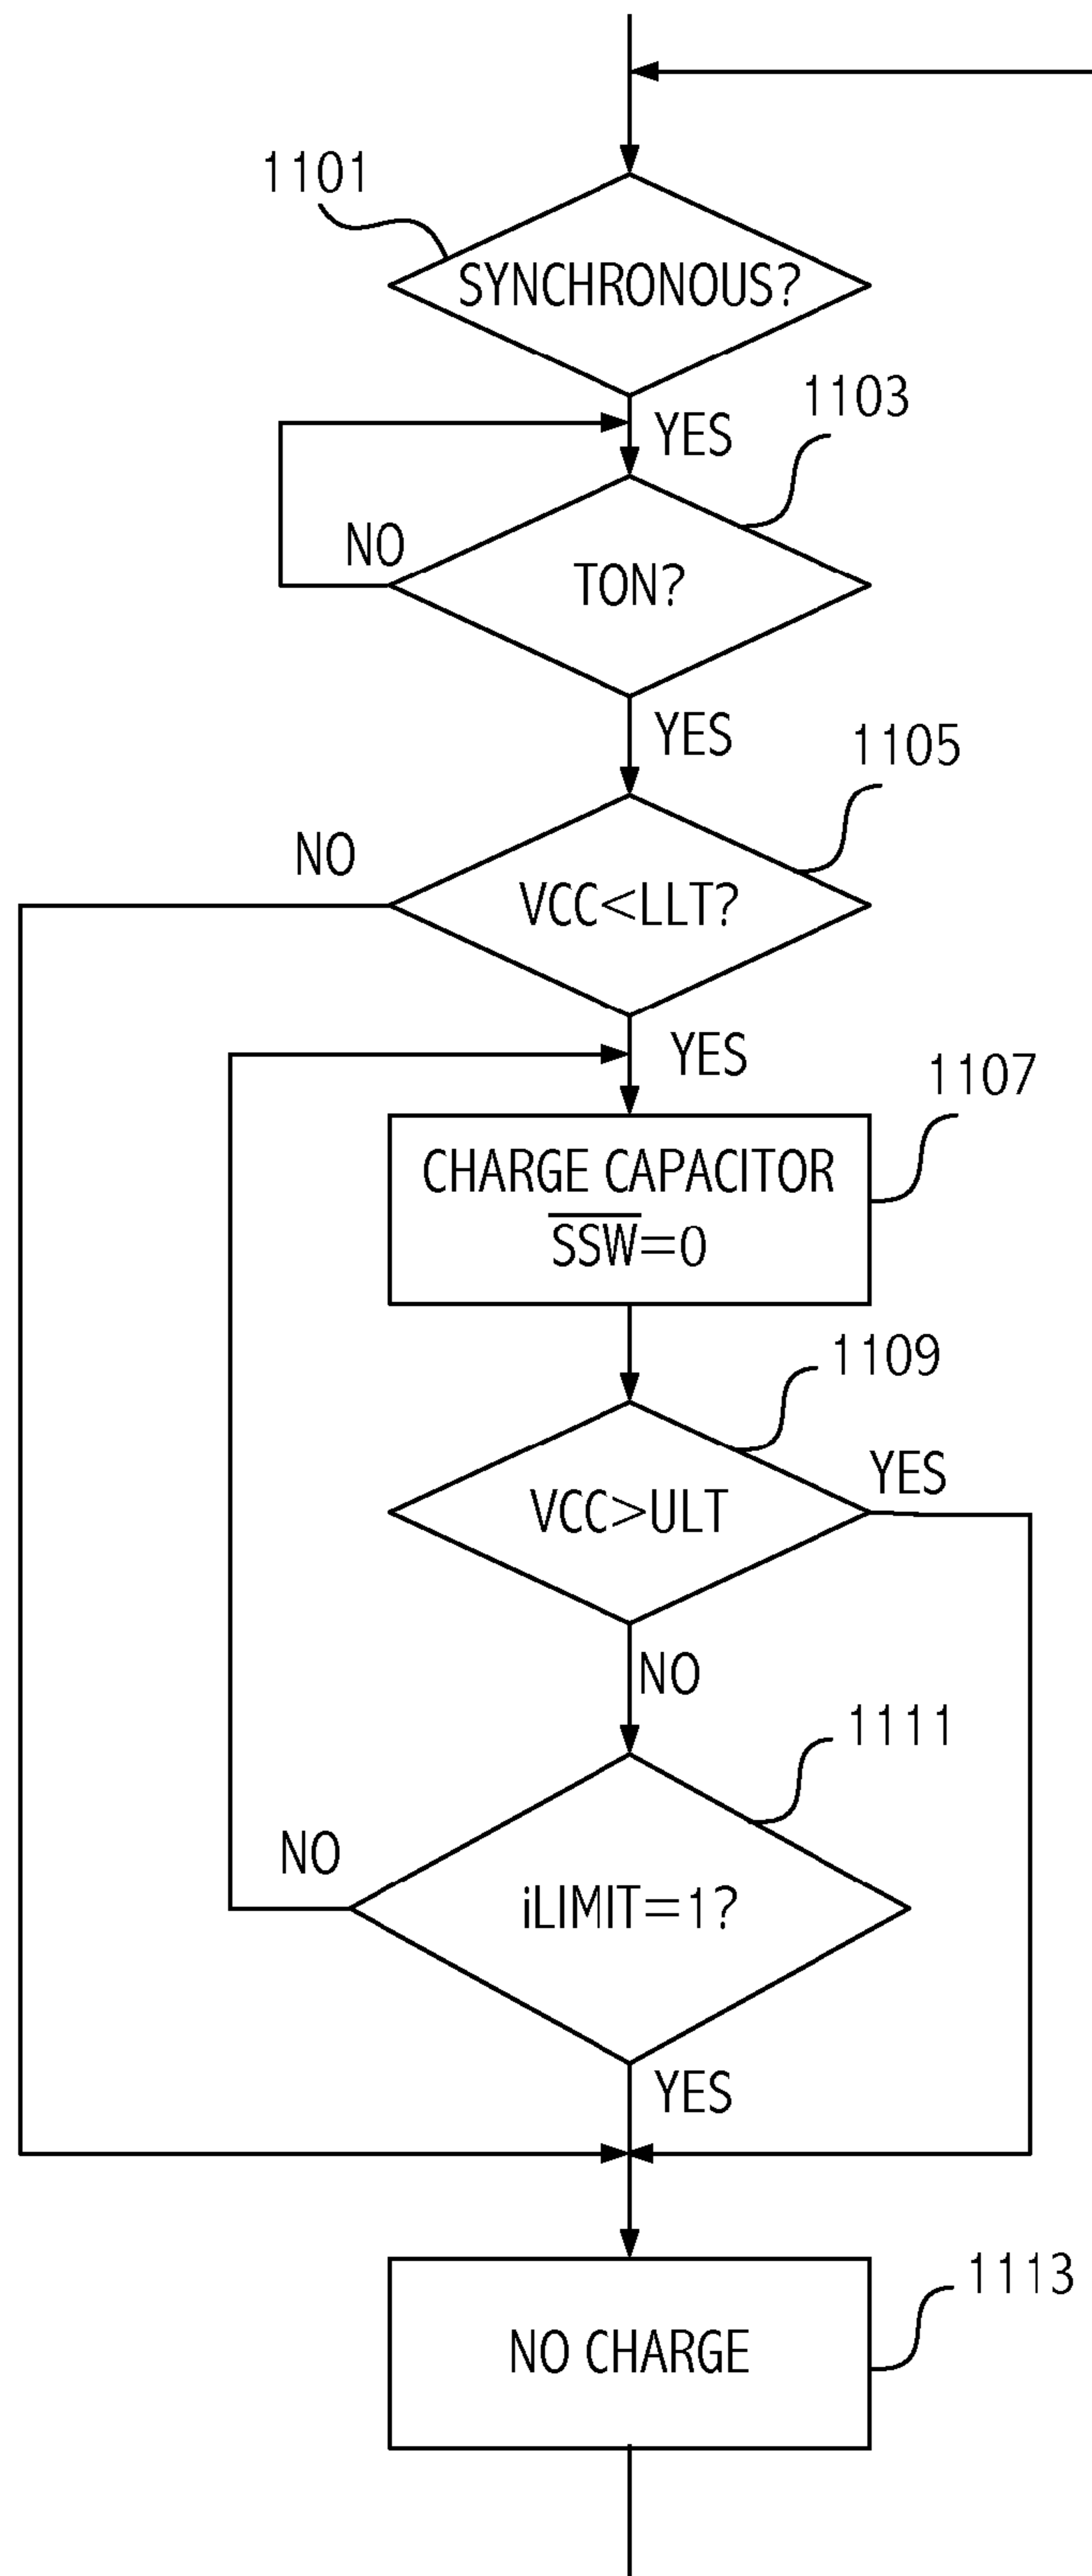 1101
SYNCHRONOUS?
1103
YES
NO
TON?
YES
1105
NO
VCC<LLT?
YES
1107
CHARGE CAPACITOR
S̅S̅W̅=0
1109
YES
VCC>ULT
NO
1111
NO
iLIMIT=1?
YES
1113
NO CHARGE